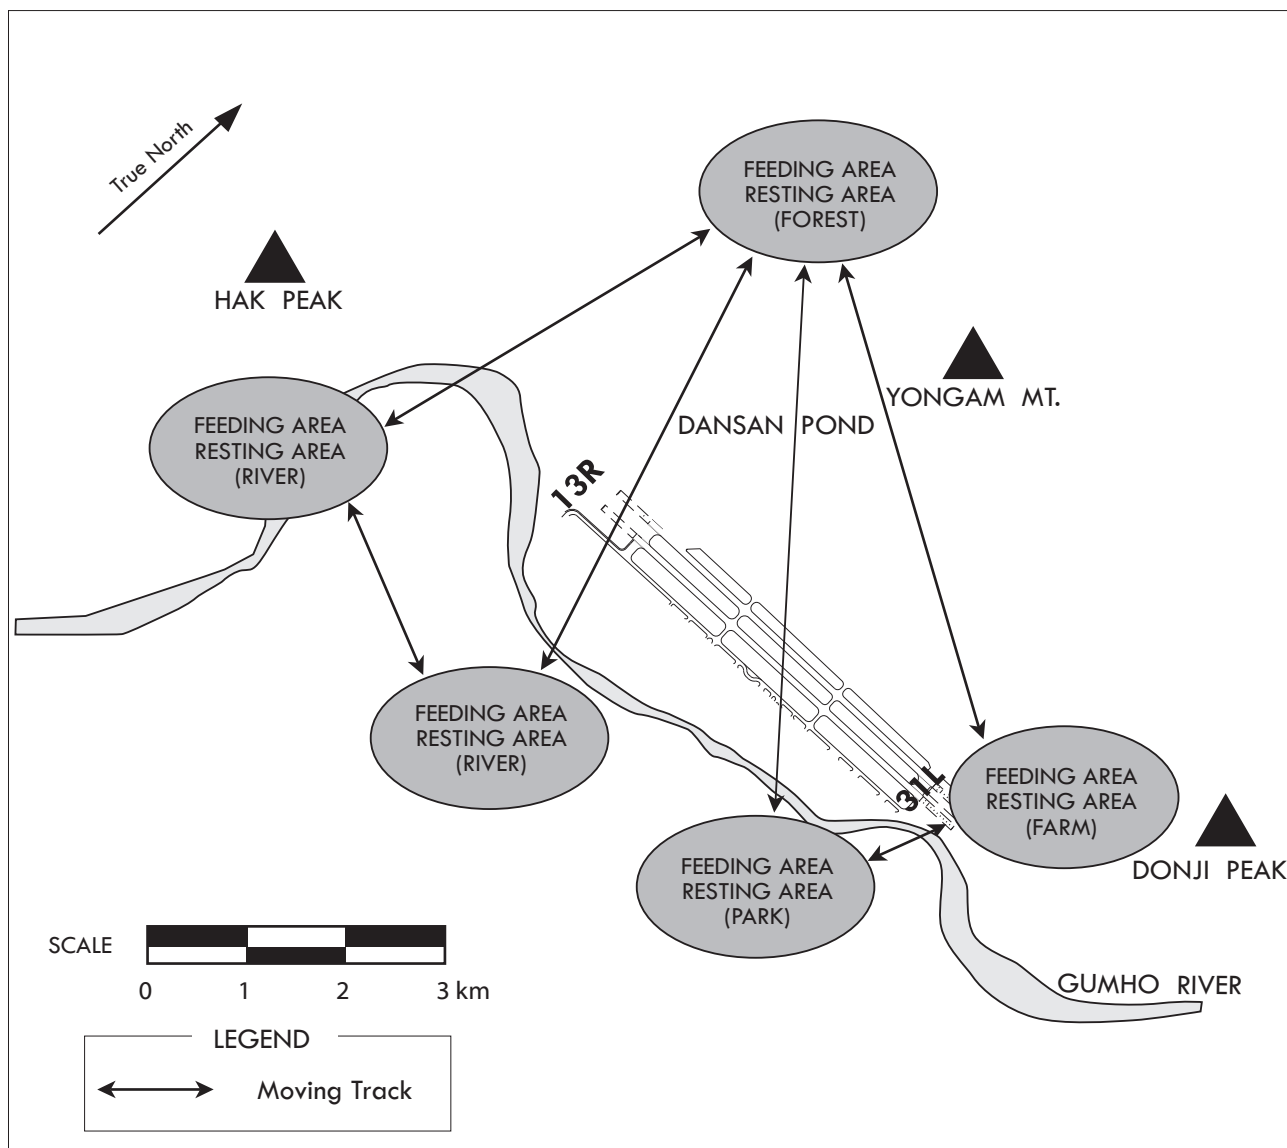 True North
FEEDING AREA
RESTING AREA
(FOREST)
HAK PEAK
YONGAM MT.
FEEDING AREA
RESTING AREA
(RIVER)
DANSAN POND
13R
FEEDING AREA
RESTING AREA
(RIVER)
31L
FEEDING AREA
RESTING AREA
(FARM)
DONJI PEAK
FEEDING AREA
RESTING AREA
(PARK)
SCALE
0 1 2 3 km
GUMHO RIVER
LEGEND
Moving Track